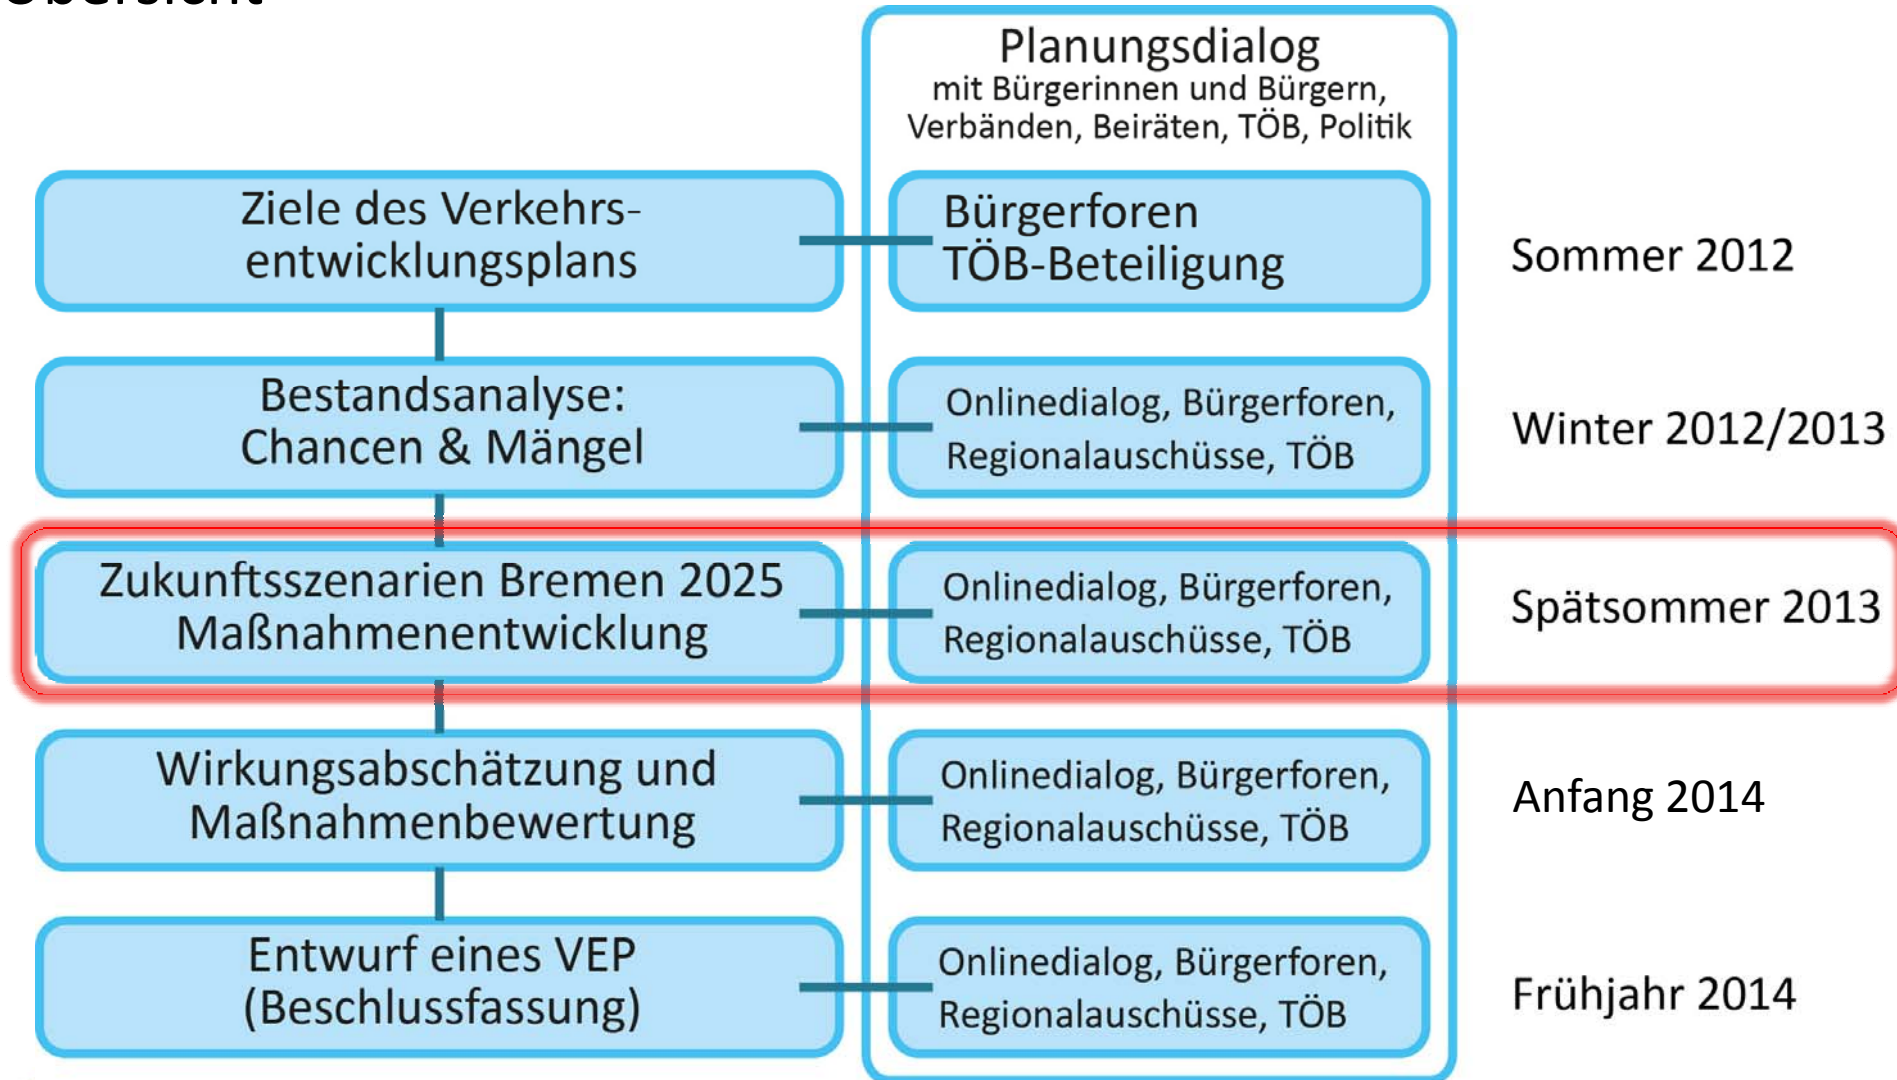 Übersicht
Planungsdialog
mit Bürgerinnen und Bürgern,
Verbänden, Beiräten, TÖB, Politik
Ziele des Verkehrs-
entwicklungsplans
Bürgerforen
TÖB-Beteiligung
Sommer 2012
Bestandsanalyse:
Chancen & Mängel
Onlinedialog, Bürgerforen,
Regionalauschüsse, TÖB
Winter 2012/2013
Zukunftsszenarien Bremen 2025
Maßnahmenentwicklung
Onlinedialog, Bürgerforen,
Regionalauschüsse, TÖB
Spätsommer 2013
Wirkungsabschätzung und
Maßnahmenbewertung
Onlinedialog, Bürgerforen,
Regionalauschüsse, TÖB
Anfang 2014
Entwurf eines VEP
(Beschlussfassung)
Onlinedialog, Bürgerforen,
Regionalauschüsse, TÖB
Frühjahr 2014